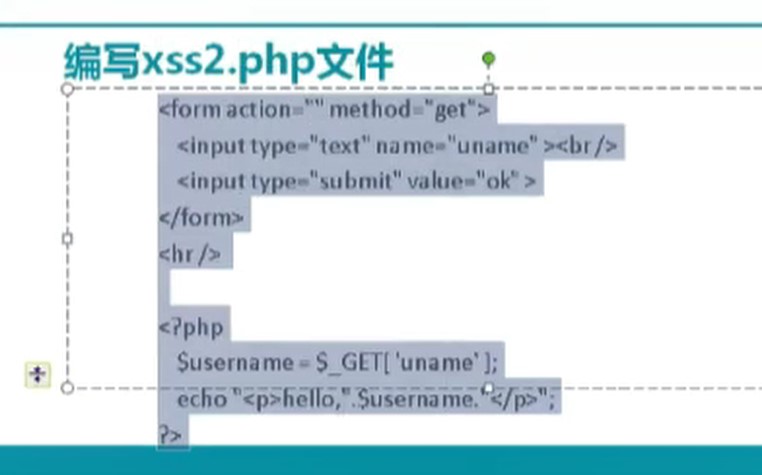 编写xss2.php文件
<form action="" method="get">
<input type="text" name="uname" ><br/>
<input type="submit" value="ok" >
</form>
<hr />
<?php
$username = $_GET[ 'uname' ];
echo "<p>hello,".$username."</p>";
?>